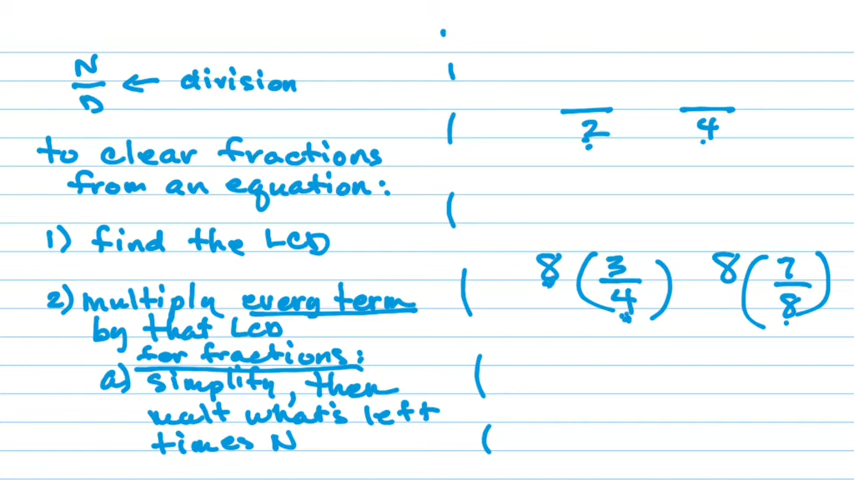 N
D ← division
to clear fractions
from an equation:
1) find the LCD
2) multiply every term
by that LCD
for fractions:
a) simplify, then
mult what's left
times N
2 4
8 (3/4) 8 (7/8)